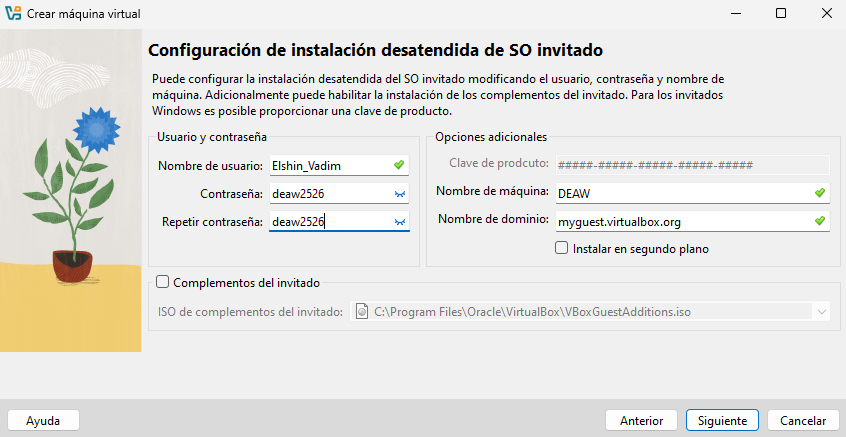 Crear máquina virtual
Configuración de instalación desatendida de SO invitado
Puede configurar la instalación desatendida del SO invitado modificando el usuario, contraseña y nombre de
máquina. Adicionalmente puede habilitar la instalación de los complementos del invitado. Para los invitados
Windows es posible proporcionar una clave de producto.
Usuario y contraseña
Nombre de usuario: Elshin_Vadim
Contraseña: deaw2526
Repetir contraseña: deaw2526
Opciones adicionales
Clave de prodcuto: #####-#####-#####-#####-#####
Nombre de máquina: DEAW
Nombre de dominio: myguest.virtualbox.org
Instalar en segundo plano
Complementos del invitado
ISO de complementos del invitado: C:\Program Files\Oracle\VirtualBox\VBoxGuestAdditions.iso
Ayuda
Anterior
Siguiente
Cancelar